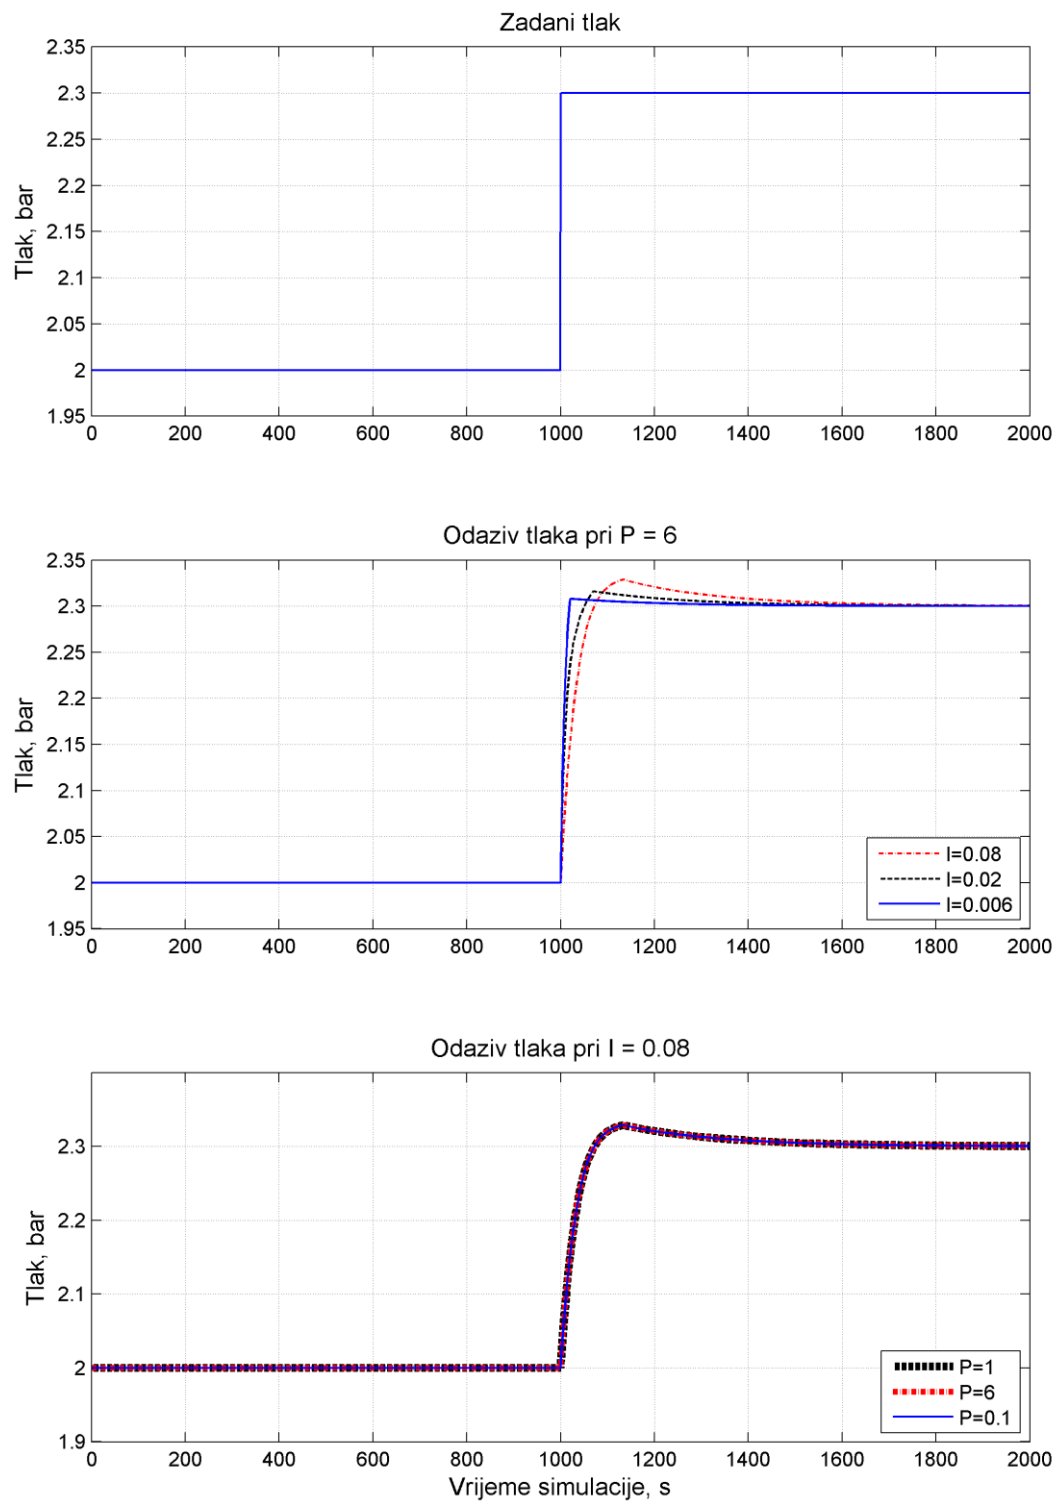 Zadani tlak
2.35
2.3
2.25
2.2
2.15
2.1
2.05
2
1.95
Tlak, bar
0 200 400 600 800 1000 1200 1400 1600 1800 2000
Odaziv tlaka pri P = 6
2.35
2.3
2.25
2.2
2.15
2.1
2.05
2
1.95
Tlak, bar
I=0.08
I=0.02
I=0.006
0 200 400 600 800 1000 1200 1400 1600 1800 2000
Odaziv tlaka pri I = 0.08
2.3
2.2
2.1
2
1.9
Tlak, bar
P=1
P=6
P=0.1
0 200 400 600 800 1000 1200 1400 1600 1800 2000
Vrijeme simulacije, s